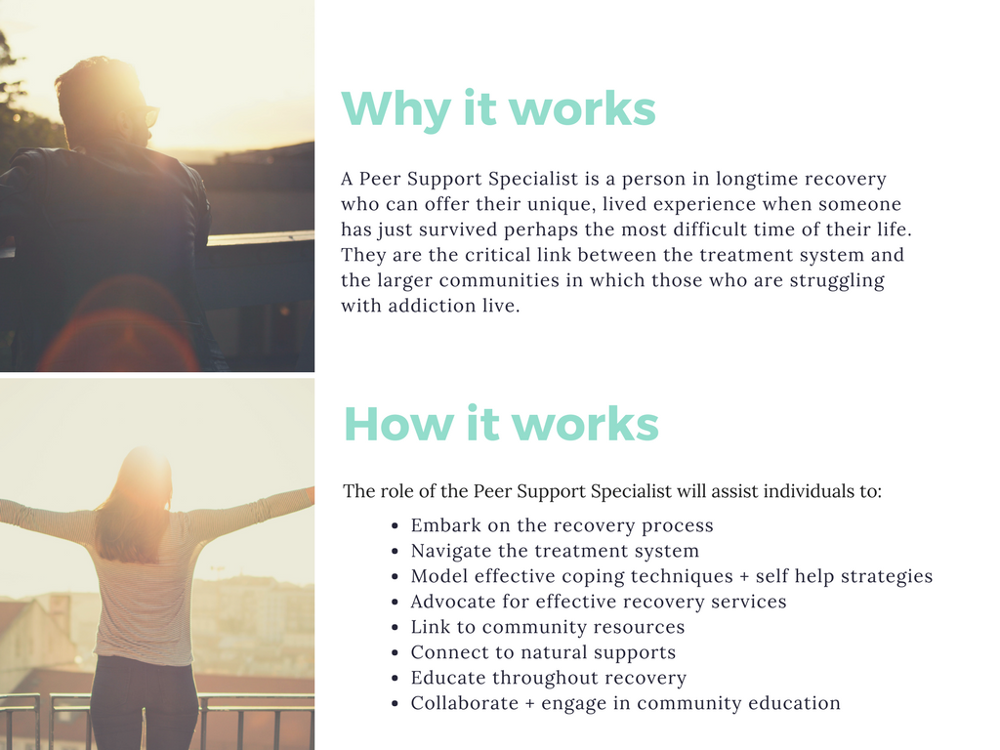 Why it works
A Peer Support Specialist is a person in longtime recovery
who can offer their unique, lived experience when someone
has just survived perhaps the most difficult time of their life.
They are the critical link between the treatment system and
the larger communities in which those who are struggling
with addiction live.
How it works
The role of the Peer Support Specialist will assist individuals to:
• Embark on the recovery process
• Navigate the treatment system
• Model effective coping techniques + self help strategies
• Advocate for effective recovery services
• Link to community resources
• Connect to natural supports
• Educate throughout recovery
• Collaborate + engage in community education